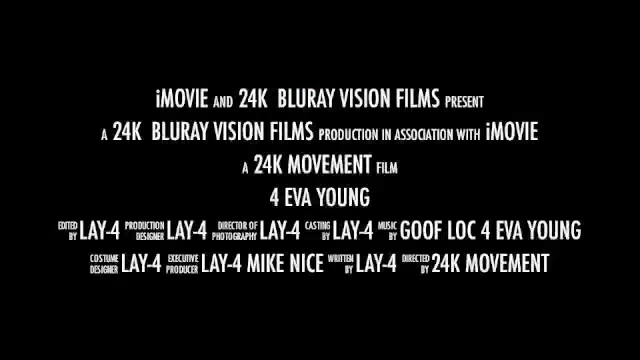 iMOVIE AND 24K BLURAY VISION FILMS PRESENT
A 24K BLURAY VISION FILMS PRODUCTION IN ASSOCIATION WITH iMOVIE
A 24K MOVEMENT FILM
4 EVA YOUNG
EDITED BY LAY-4 PRODUCTION DESIGNER LAY-4 DIRECTOR OF PHOTOGRAPHY LAY-4 CASTING BY LAY-4 MUSIC BY GOOF LOC 4 EVA YOUNG
COSTUME DESIGNER LAY-4 EXECUTIVE PRODUCER LAY-4 MIKE NICE WRITTEN BY LAY-4 DIRECTED BY 24K MOVEMENT